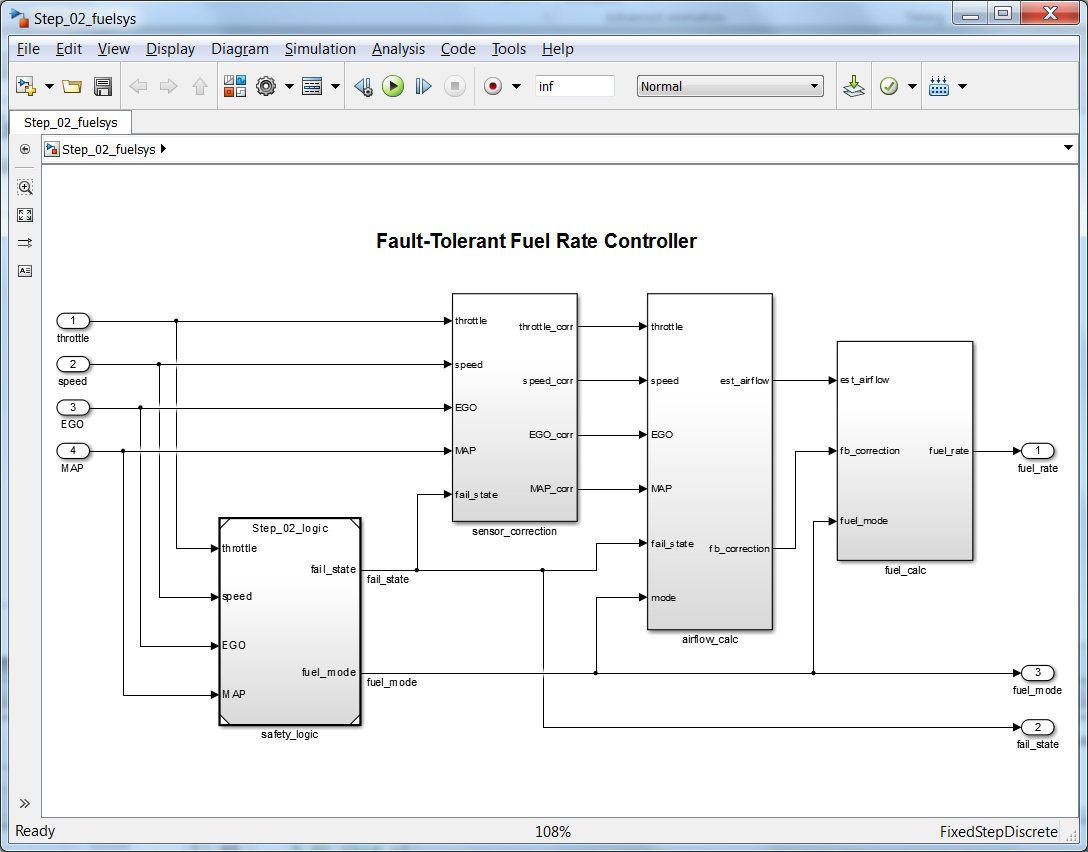 Step_02_fuelsys
File Edit View Display Diagram Simulation Analysis Code Tools Help
inf
Normal
Step_02_fuelsys
Step_02_fuelsys
Fault-Tolerant Fuel Rate Controller
1
throttle
2
speed
3
EGO
4
MAP
throttle
throttle_corr
speed
speed_corr
EGO
EGO_corr
MAP
MAP_corr
fail_state
sensor_correction
throttle
speed
est_airflow
EGO
MAP
fail_state
fb_correction
mode
airflow_calc
est_airflow
fb_correction
fuel_rate
fuel_mode
fuel_calc
1
fuel_rate
Step_02_logic
throttle
fail_state
speed
EGO
fuel_mode
MAP
safety_logic
fail_state
fuel_mode
3
fuel_mode
2
fail_state
Ready
108%
FixedStepDiscrete